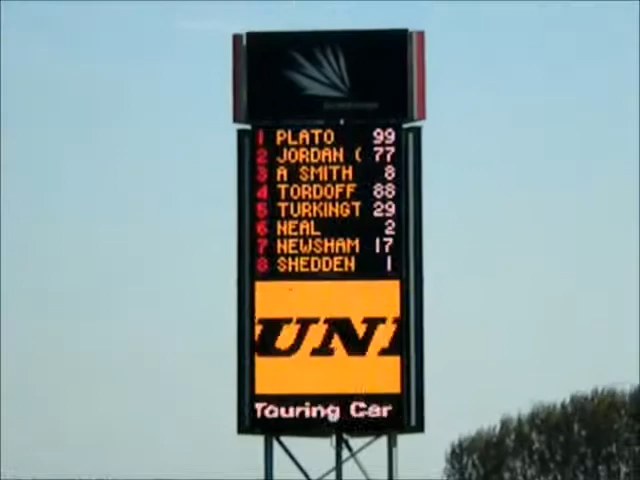 1 PLATO 99
2 JORDAN ( 77
3 A SMITH 8
4 TORDOFF 88
5 TURKINGT 29
6 NEAL 2
7 NEWSHAM 17
8 SHEDDEN 1
UNI
Touring Car